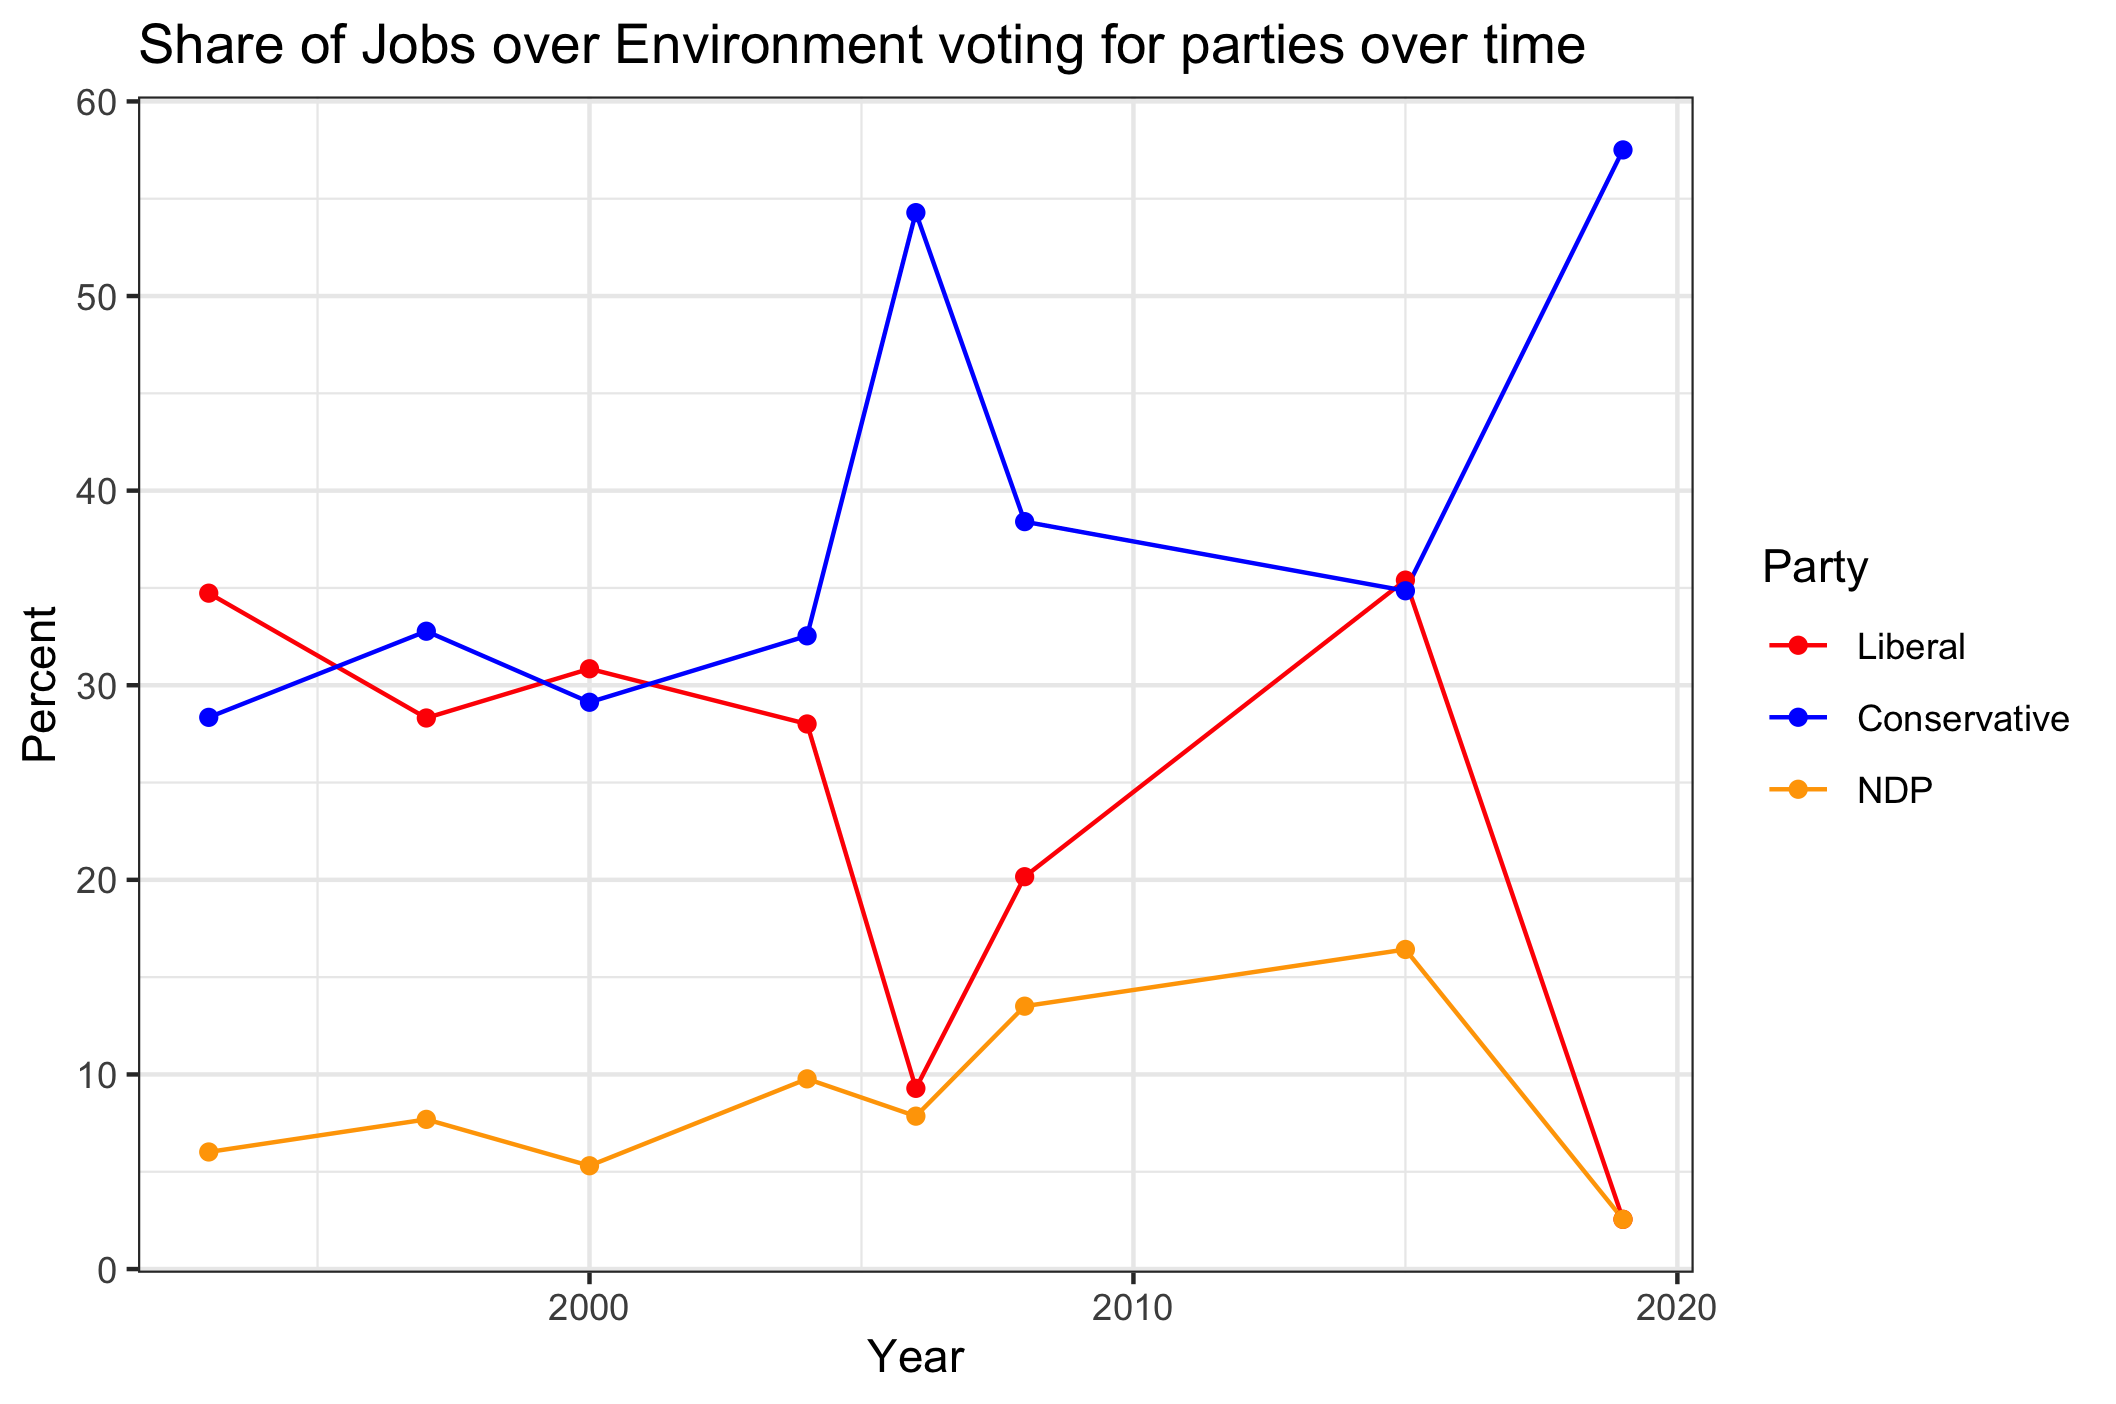 Share of Jobs over Environment voting for parties over time
60
50
40
30
20
10
0
Percent
2000 2010 2020
Year
Party
Liberal
Conservative
NDP